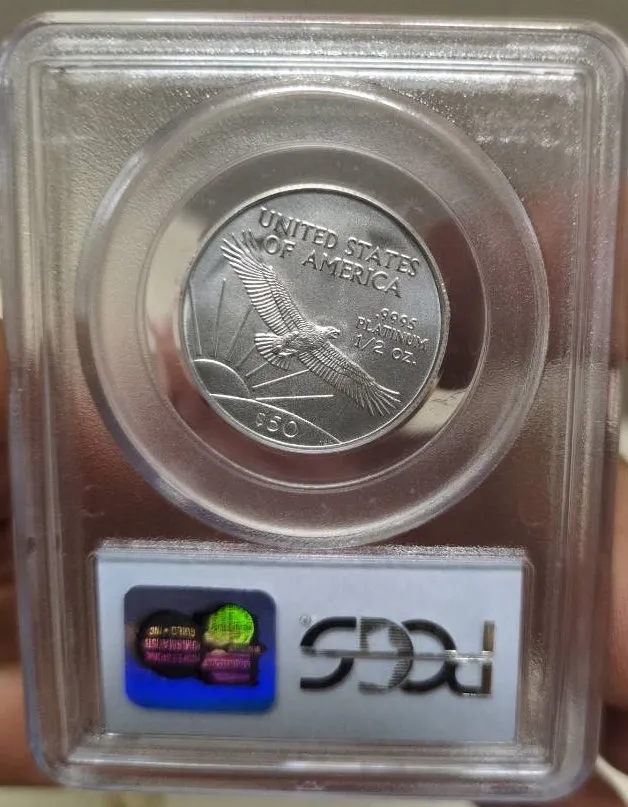 UNITED STATES
OF AMERICA
.9995
PLATINUM
1/2 OZ.
$50
PCGS
®